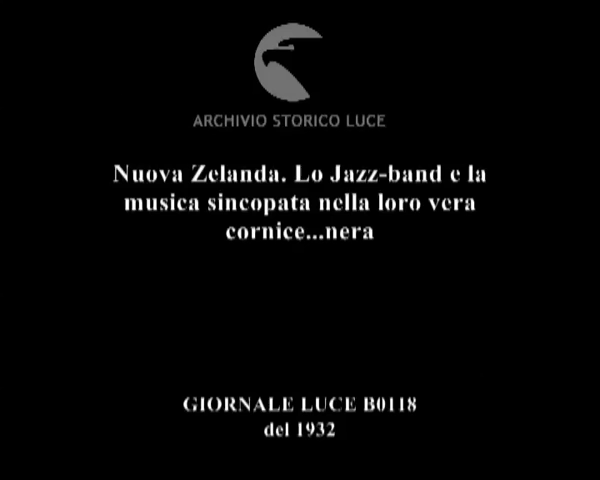 ARCHIVIO STORICO LUCE
Nuova Zelanda. Lo Jazz-band e la
musica sincopata nella loro vera
cornice...nera
GIORNALE LUCE B0118
del 1932